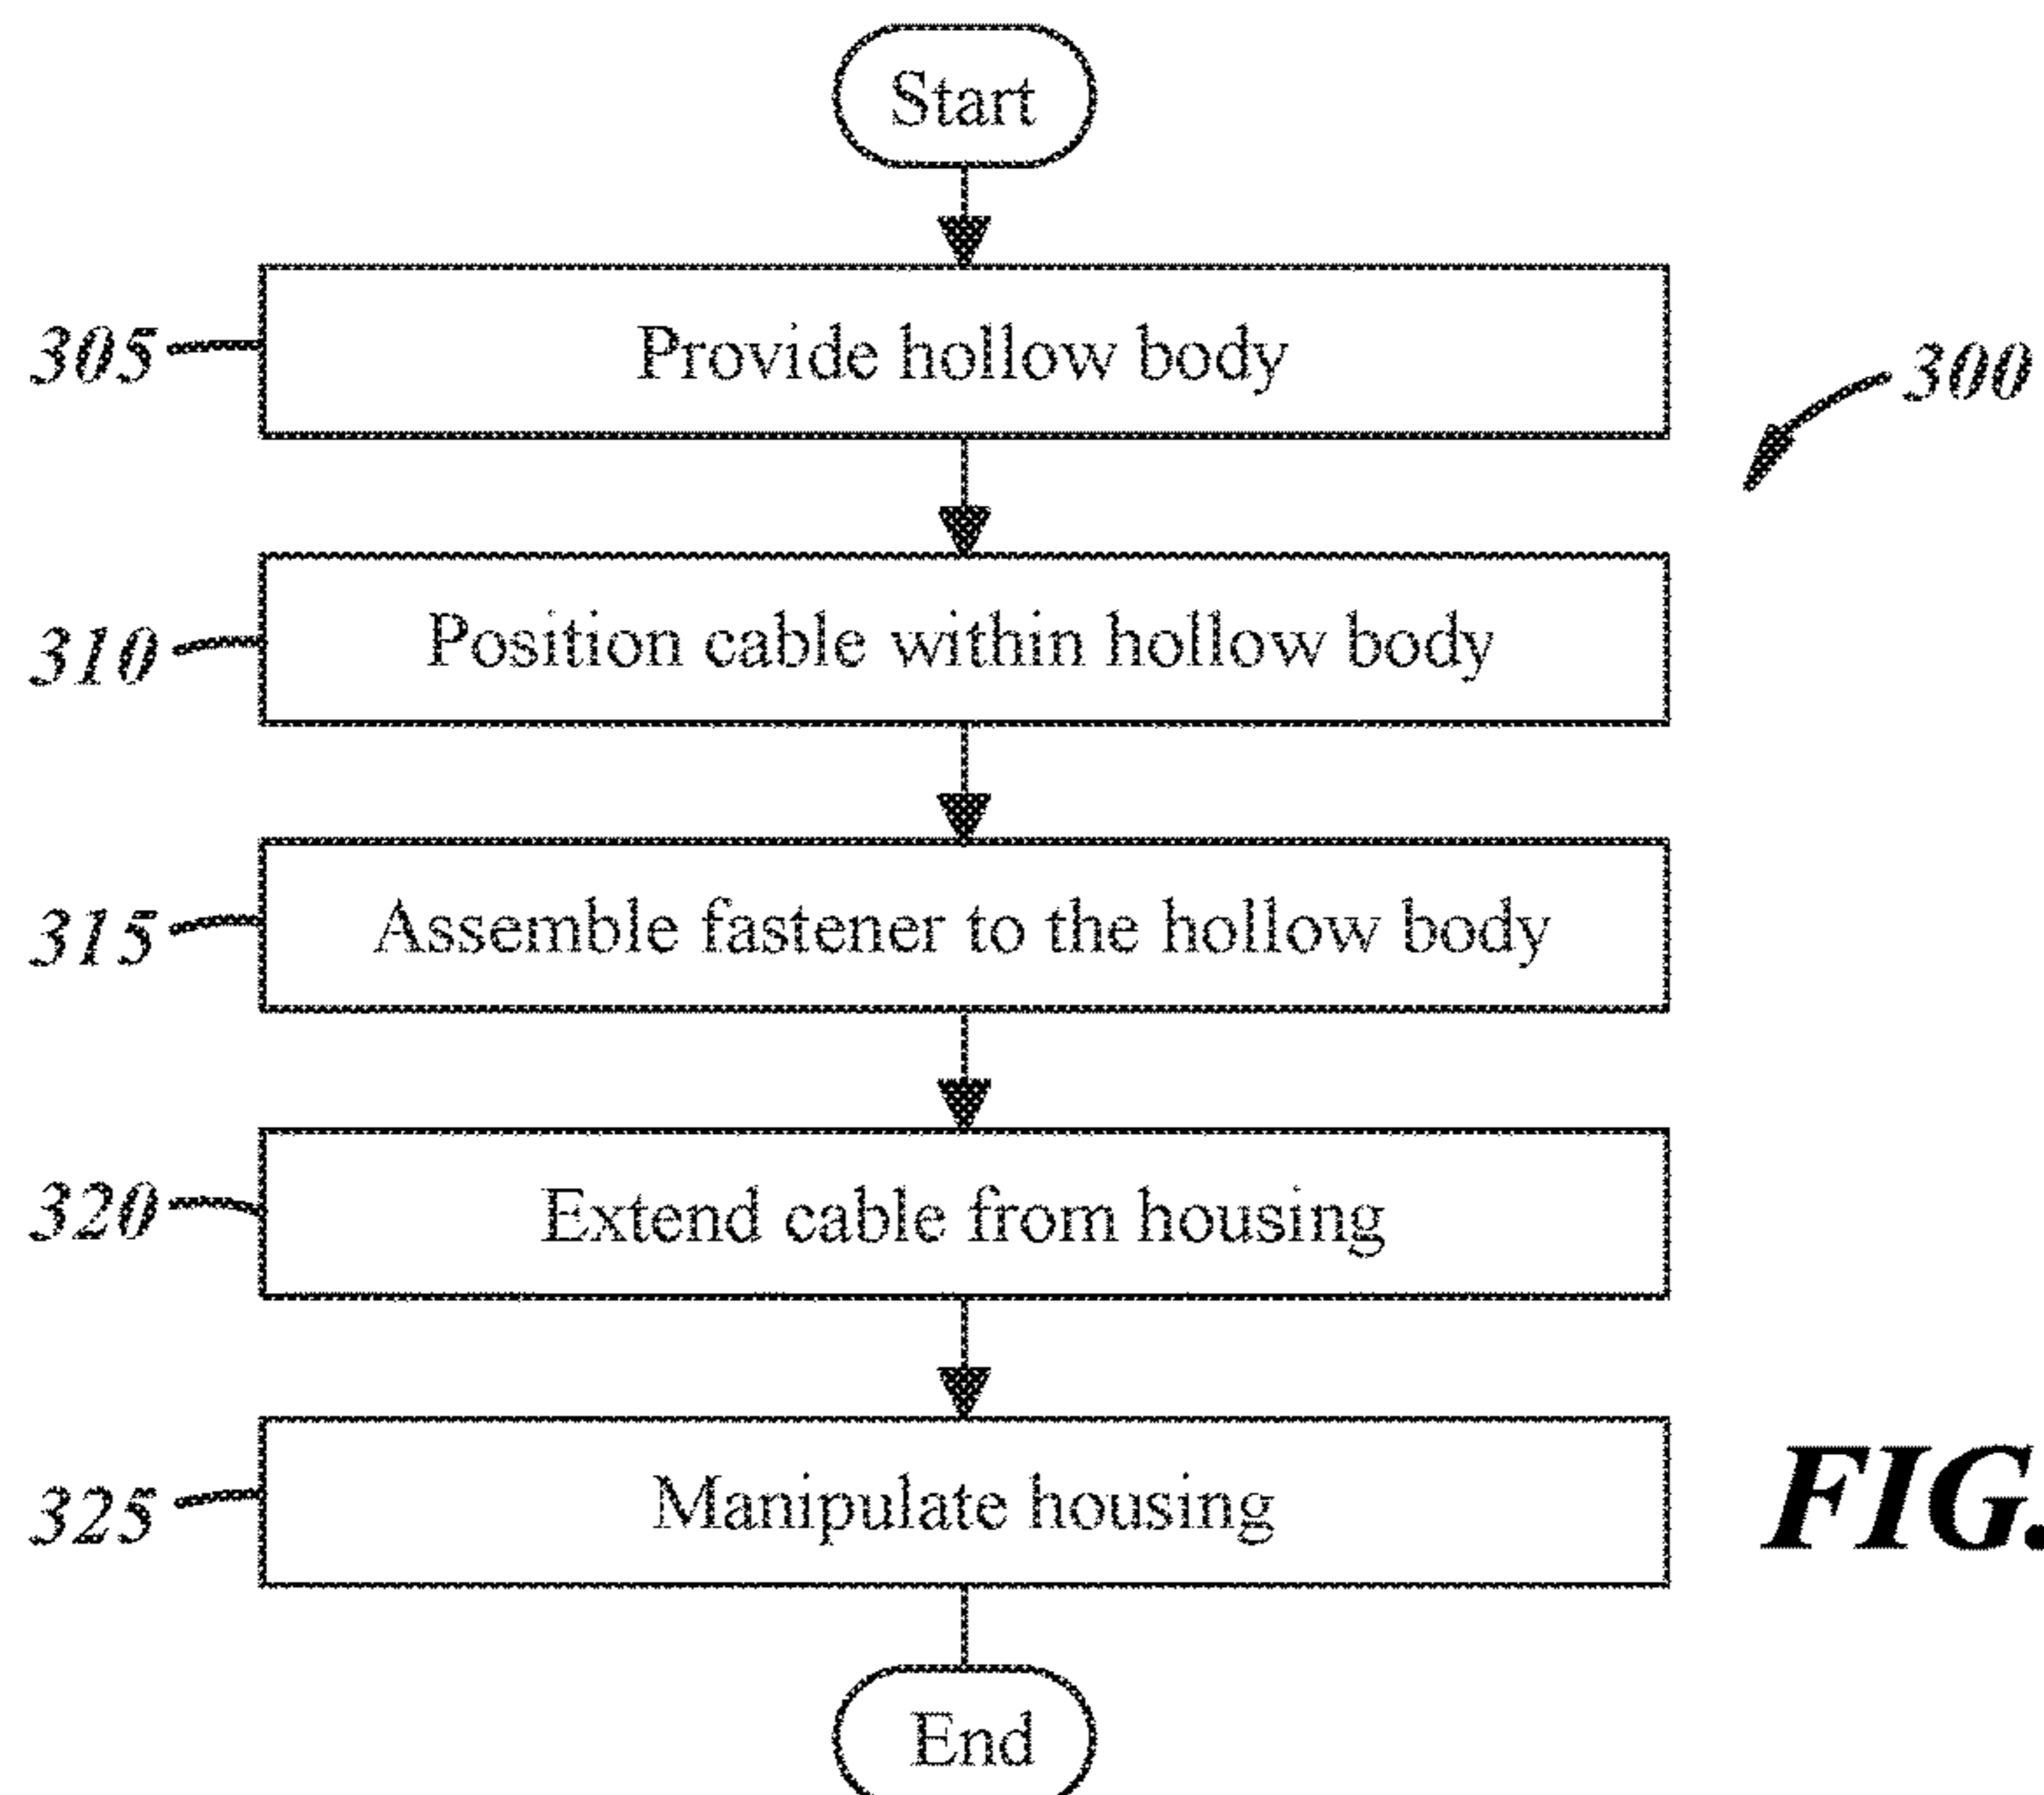 Start
305
Provide hollow body
300
310
Position cable within hollow body
315
Assemble fastener to the hollow body
320
Extend cable from housing
325
Manipulate housing
FIG.
End